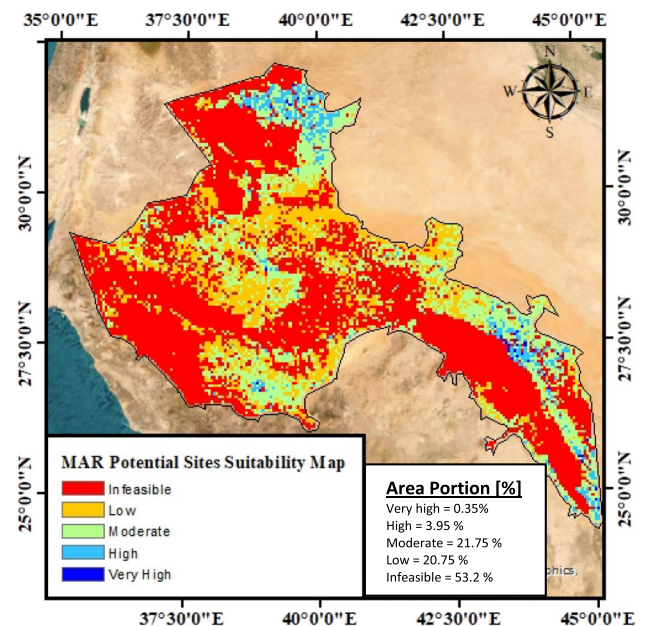 35°0'0"E 37°30'0"E 40°0'0"E 42°30'0"E 45°0'0"E
N
W E
S
30°0'0"N 30°0'0"N
27°30'0"N 27°30'0"N
25°0'0"N 25°0'0"N
MAR Potential Sites Suitability Map
Infeasible
Low
Moderate
High
Very High
Area Portion [%]
Very high = 0.35%
High = 3.95 %
Moderate = 21.75 %
Low = 20.75 %
Infeasible = 53.2 %
phics,
37°30'0"E 40°0'0"E 42°30'0"E 45°0'0"E